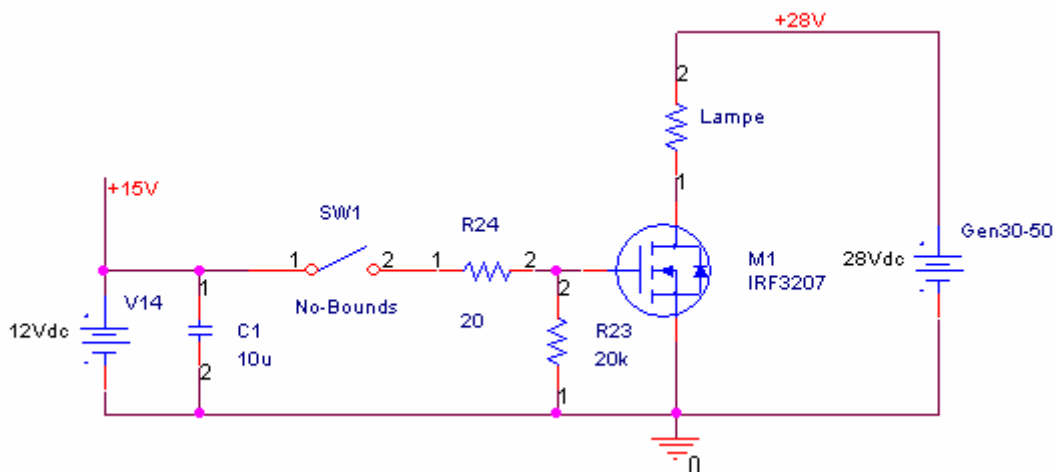 +28V
2
Lampe
1
+15V
SW1
R24
Gen30-50
1
2
1
2
M1
28Vdc
IRF3207
V14
1
No-Bounds
2
12Vdc
C1
20
R23
10u
20k
2
1
0